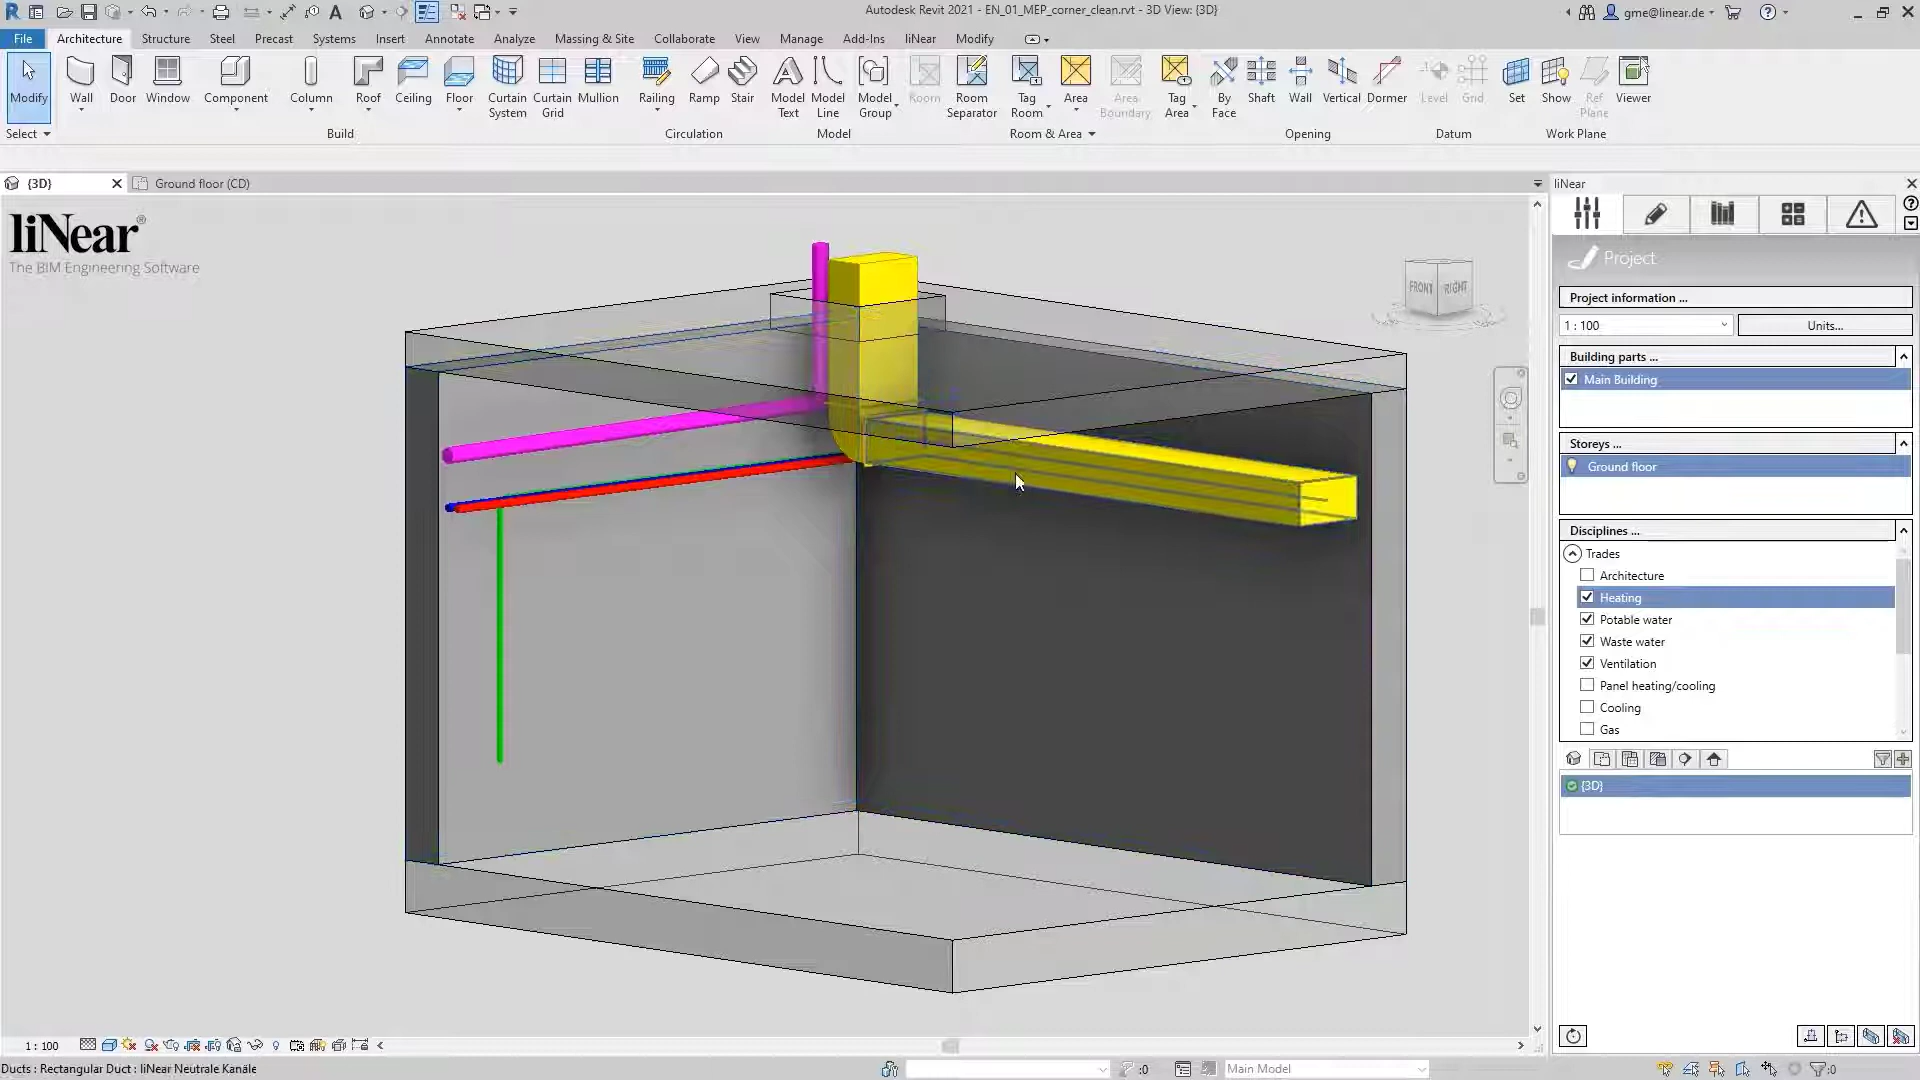 Autodesk Revit 2021 - EN_01_MEP_corner_clean.rvt - 3D View: {3D}
gme@linear.de
File Architecture Structure Steel Precast Systems Insert Annotate Analyze Massing & Site Collaborate View Manage Add-Ins liNear Modify
Modify
Wall
Door
Window
Component
Column
Roof
Ceiling
Floor
Curtain System
Curtain Grid
Mullion
Railing
Ramp
Stair
Model Text
Model Line
Model Group
Room
Room Separator
Tag Room
Area
Area Boundary
Tag Area
By Face
Shaft
Wall
Vertical
Dormer
Level
Grid
Set
Show
Ref Plane
Viewer
Select
Build
Circulation
Model
Room & Area
Opening
Datum
Work Plane
{3D}
Ground floor (CD)
liNear
liNear®
The BIM Engineering Software
FRONT
RIGHT
Project
Project information ...
1 : 100
Units...
Building parts ...
Main Building
Storeys ...
Ground floor
Disciplines ...
Trades
Architecture
Heating
Potable water
Waste water
Ventilation
Panel heating/cooling
Cooling
Gas
{3D}
1 : 100
Ducts : Rectangular Duct : liNear Neutrale Kanäle
:0
Main Model
:0